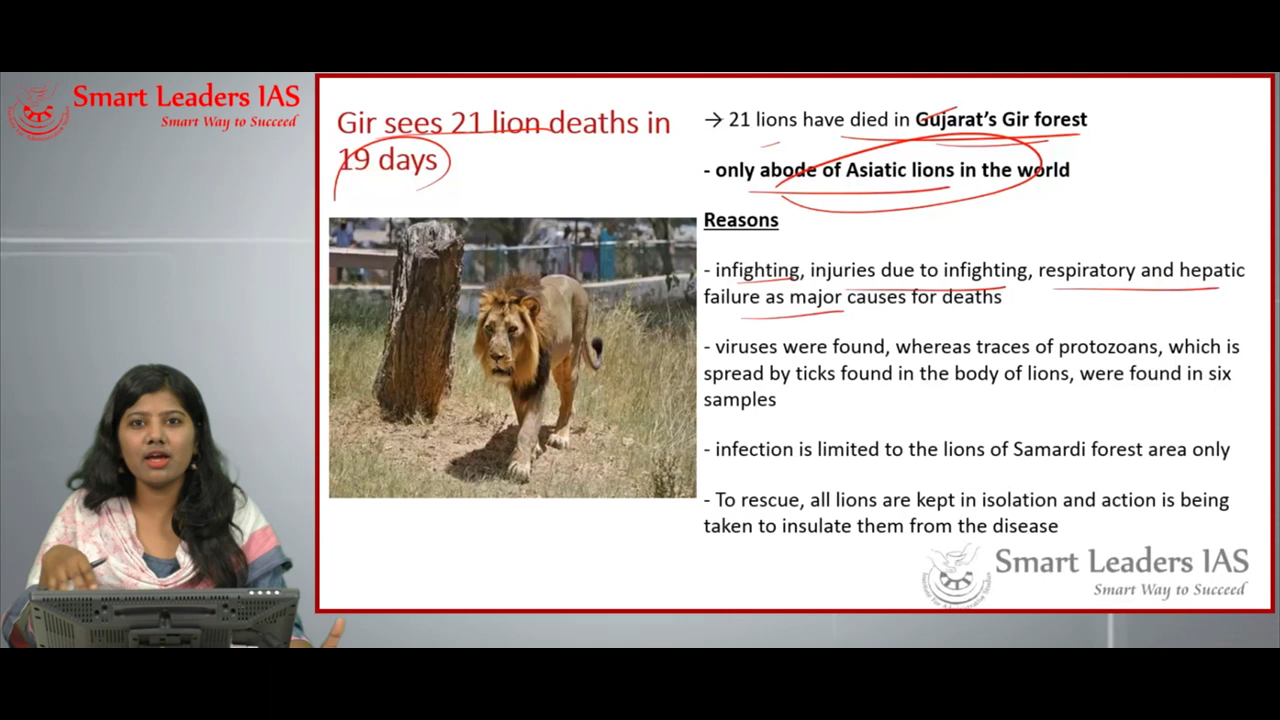 Smart Leaders IAS
Smart Way to Succeed
Gir sees 21 lion deaths in
19 days
→ 21 lions have died in Gujarat's Gir forest
- only abode of Asiatic lions in the world
Reasons
- infighting, injuries due to infighting, respiratory and hepatic
failure as major causes for deaths
- viruses were found, whereas traces of protozoans, which is
spread by ticks found in the body of lions, were found in six
samples
- infection is limited to the lions of Samardi forest area only
- To rescue, all lions are kept in isolation and action is being
taken to insulate them from the disease
Smart Leaders IAS
Smart Way to Succeed